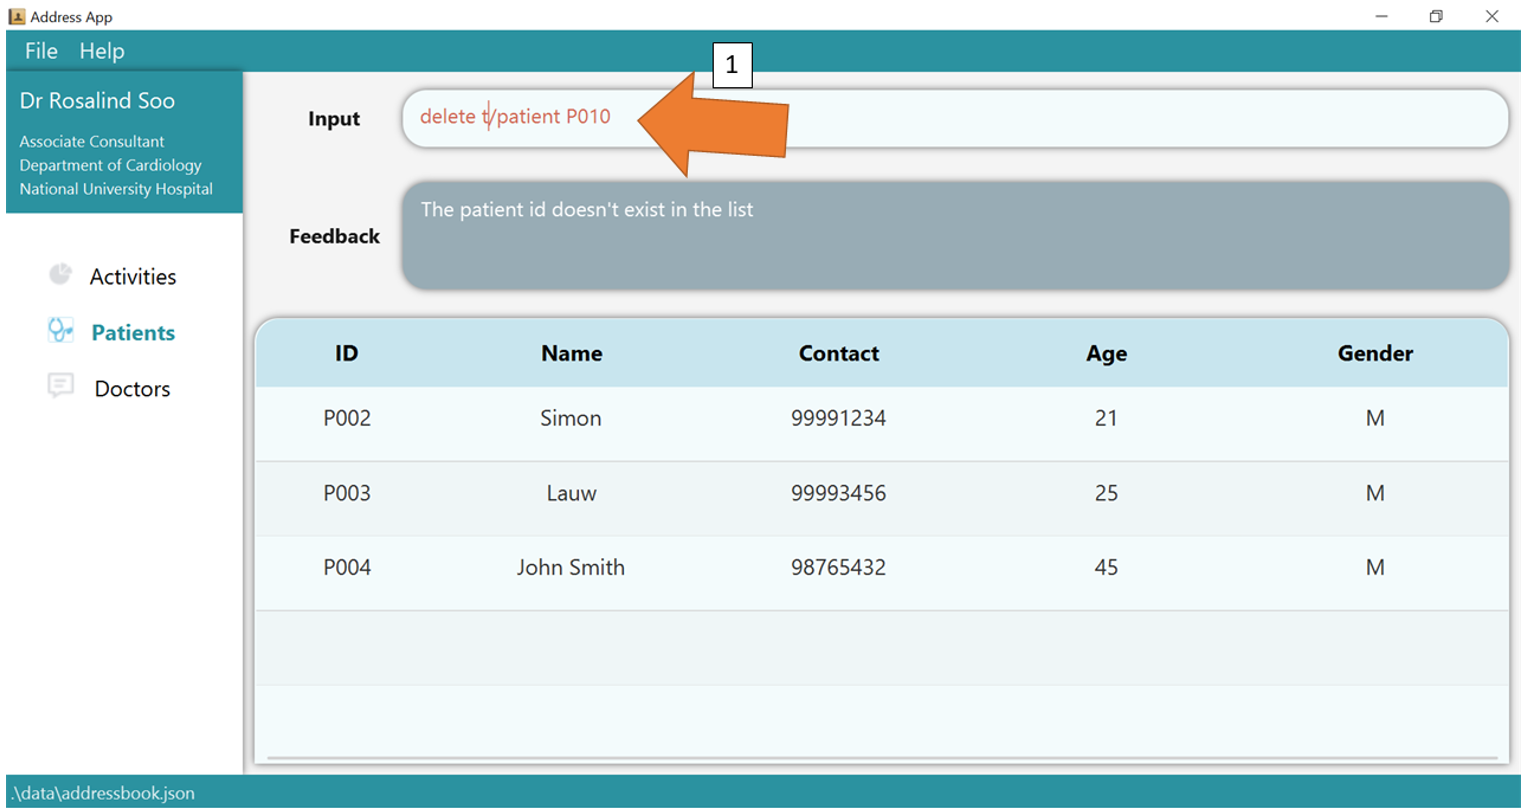 Address App
File Help
1
Dr Rosalind Soo
Associate Consultant
Department of Cardiology
National University Hospital
Activities
Patients
Doctors
Input
delete t/patient P010
Feedback
The patient id doesn't exist in the list
ID Name Contact Age Gender
P002 Simon 99991234 21 M
P003 Lauw 99993456 25 M
P004 John Smith 98765432 45 M
.\data\addressbook.json